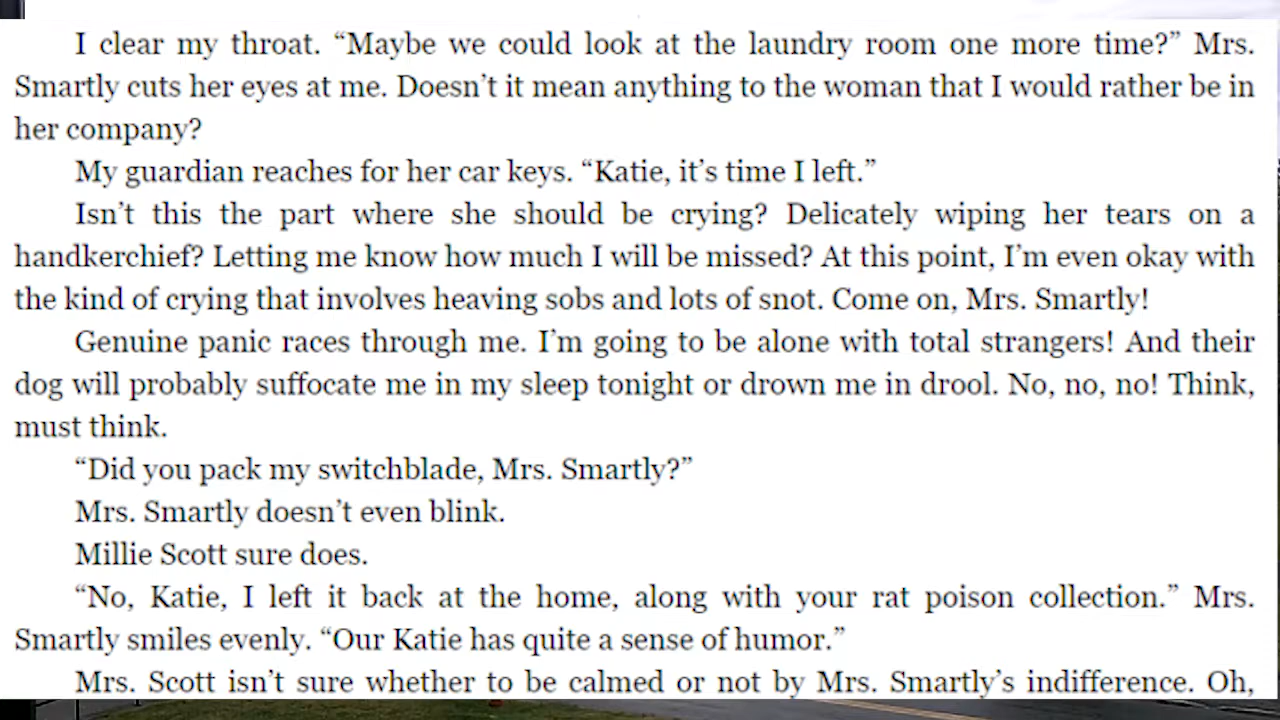 I clear my throat. “Maybe we could look at the laundry room one more time?” Mrs.
Smartly cuts her eyes at me. Doesn’t it mean anything to the woman that I would rather be in
her company?
My guardian reaches for her car keys. “Katie, it’s time I left.”
Isn’t this the part where she should be crying? Delicately wiping her tears on a
handkerchief? Letting me know how much I will be missed? At this point, I’m even okay with
the kind of crying that involves heaving sobs and lots of snot. Come on, Mrs. Smartly!
Genuine panic races through me. I’m going to be alone with total strangers! And their
dog will probably suffocate me in my sleep tonight or drown me in drool. No, no, no! Think,
must think.
“Did you pack my switchblade, Mrs. Smartly?”
Mrs. Smartly doesn’t even blink.
Millie Scott sure does.
“No, Katie, I left it back at the home, along with your rat poison collection.” Mrs.
Smartly smiles evenly. “Our Katie has quite a sense of humor.”
Mrs. Scott isn’t sure whether to be calmed or not by Mrs. Smartly’s indifference. Oh,